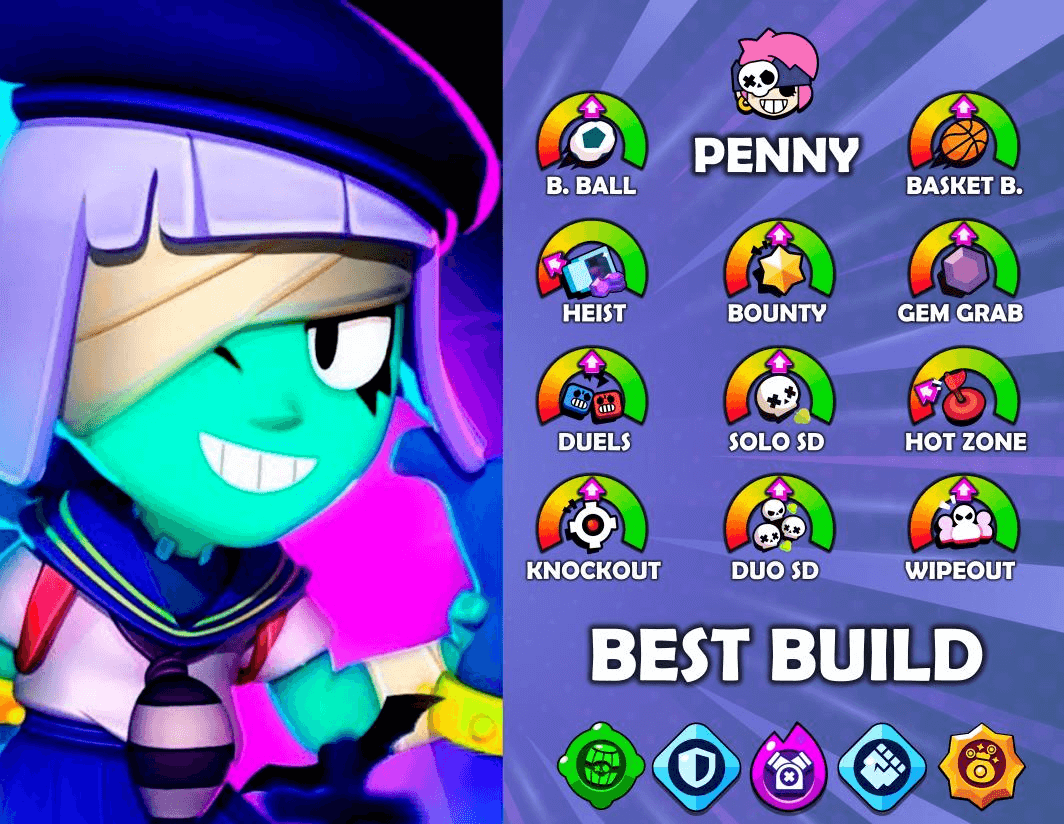 PENNY
B. BALL
BASKET B.
HEIST
BOUNTY
GEM GRAB
DUELS
SOLO SD
HOT ZONE
KNOCKOUT
DUO SD
WIPEOUT
BEST BUILD